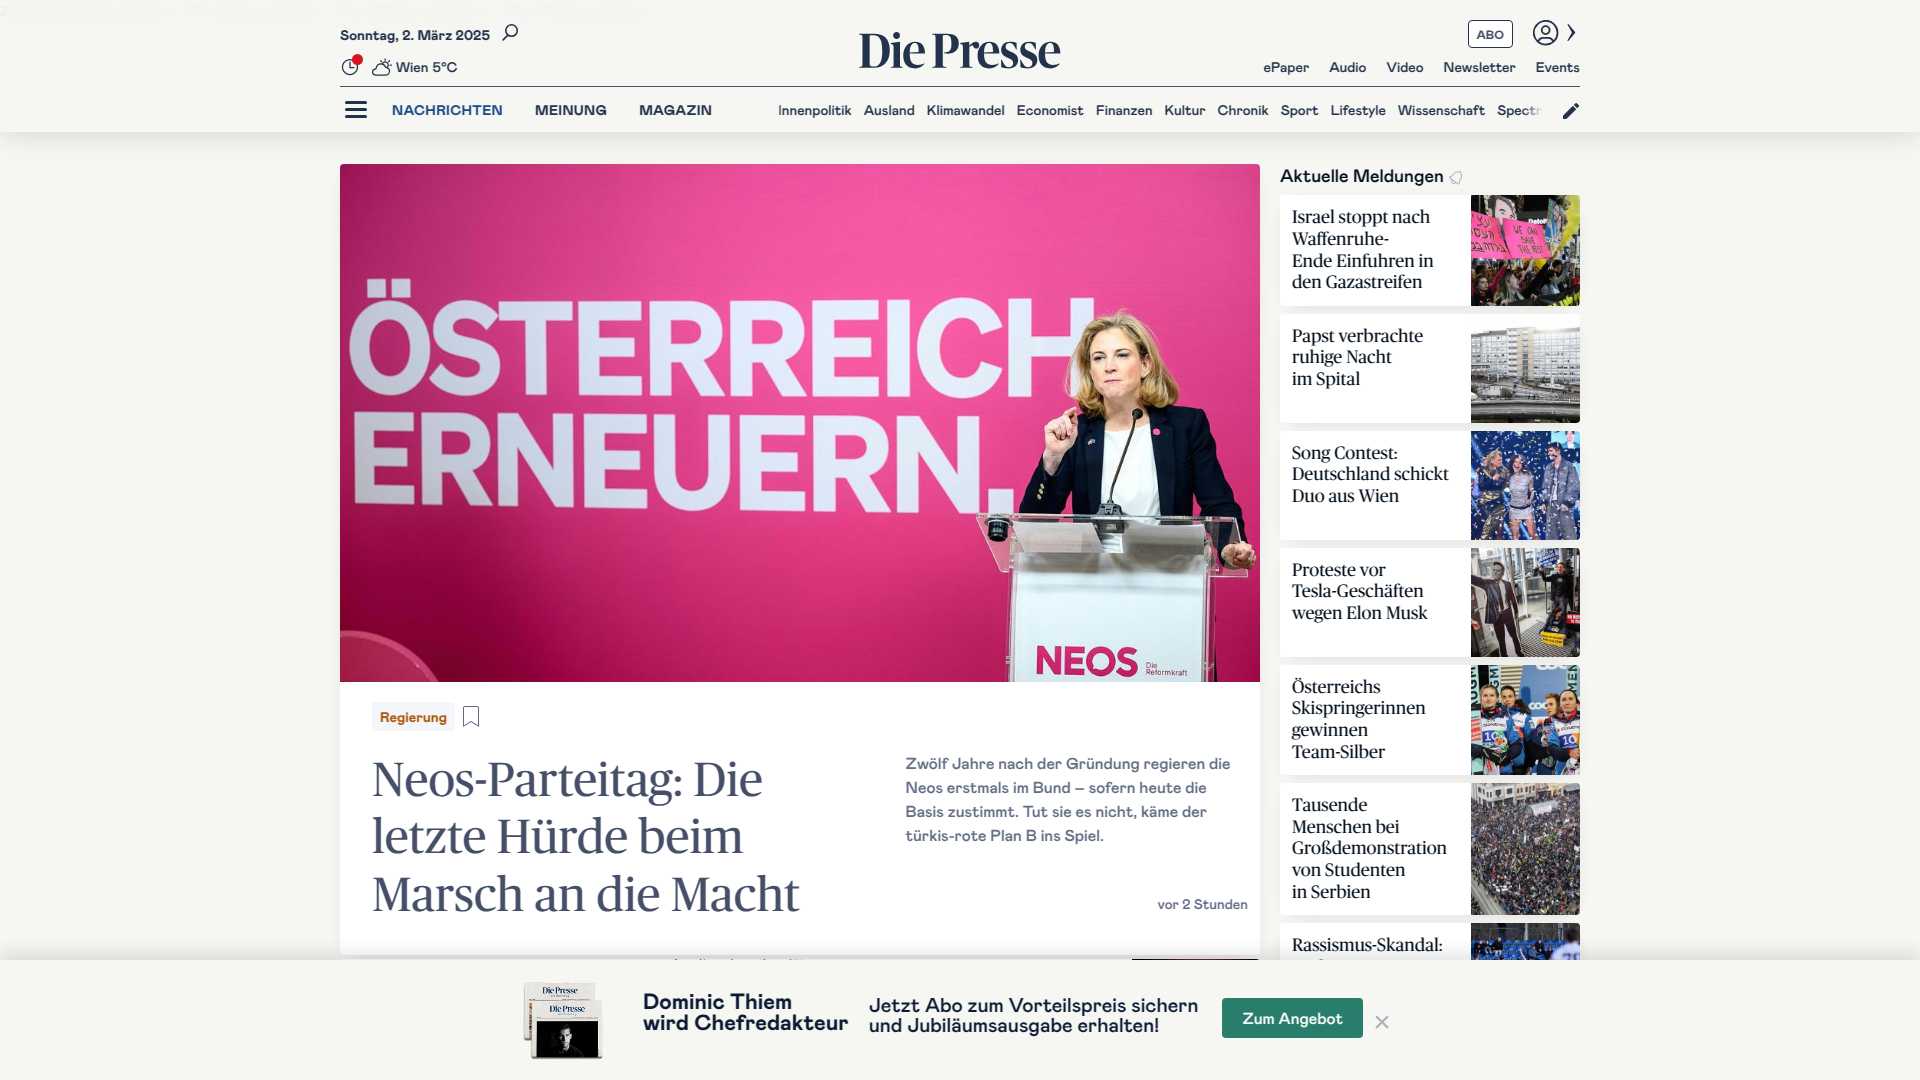 Sonntag, 2. März 2025
Wien 5°C
Die Presse
ABO
ePaper Audio Video Newsletter Events
NACHRICHTEN MEINUNG MAGAZIN
Innenpolitik Ausland Klimawandel Economist Finanzen Kultur Chronik Sport Lifestyle Wissenschaft Spectr
ÖSTERREICH
ERNEUERN.
NEOS Die
Reformkraft
Regierung
Neos-Parteitag: Die
letzte Hürde beim
Marsch an die Macht
Zwölf Jahre nach der Gründung regieren die
Neos erstmals im Bund – sofern heute die
Basis zustimmt. Tut sie es nicht, käme der
türkis-rote Plan B ins Spiel.
vor 2 Stunden
Aktuelle Meldungen
Israel stoppt nach
Waffenruhe-
Ende Einfuhren in
den Gazastreifen
WE CAN
SAVE
Papst verbrachte
ruhige Nacht
im Spital
Song Contest:
Deutschland schickt
Duo aus Wien
Proteste vor
Tesla-Geschäften
wegen Elon Musk
Österreichs
Skispringerinnen
gewinnen
Team-Silber
Tausende
Menschen bei
Großdemonstration
von Studenten
in Serbien
Rassismus-Skandal:
Die Presse
Die Presse
Dominic Thiem
wird Chefredakteur
Jetzt Abo zum Vorteilspreis sichern
und Jubiläumsausgabe erhalten!
Zum Angebot